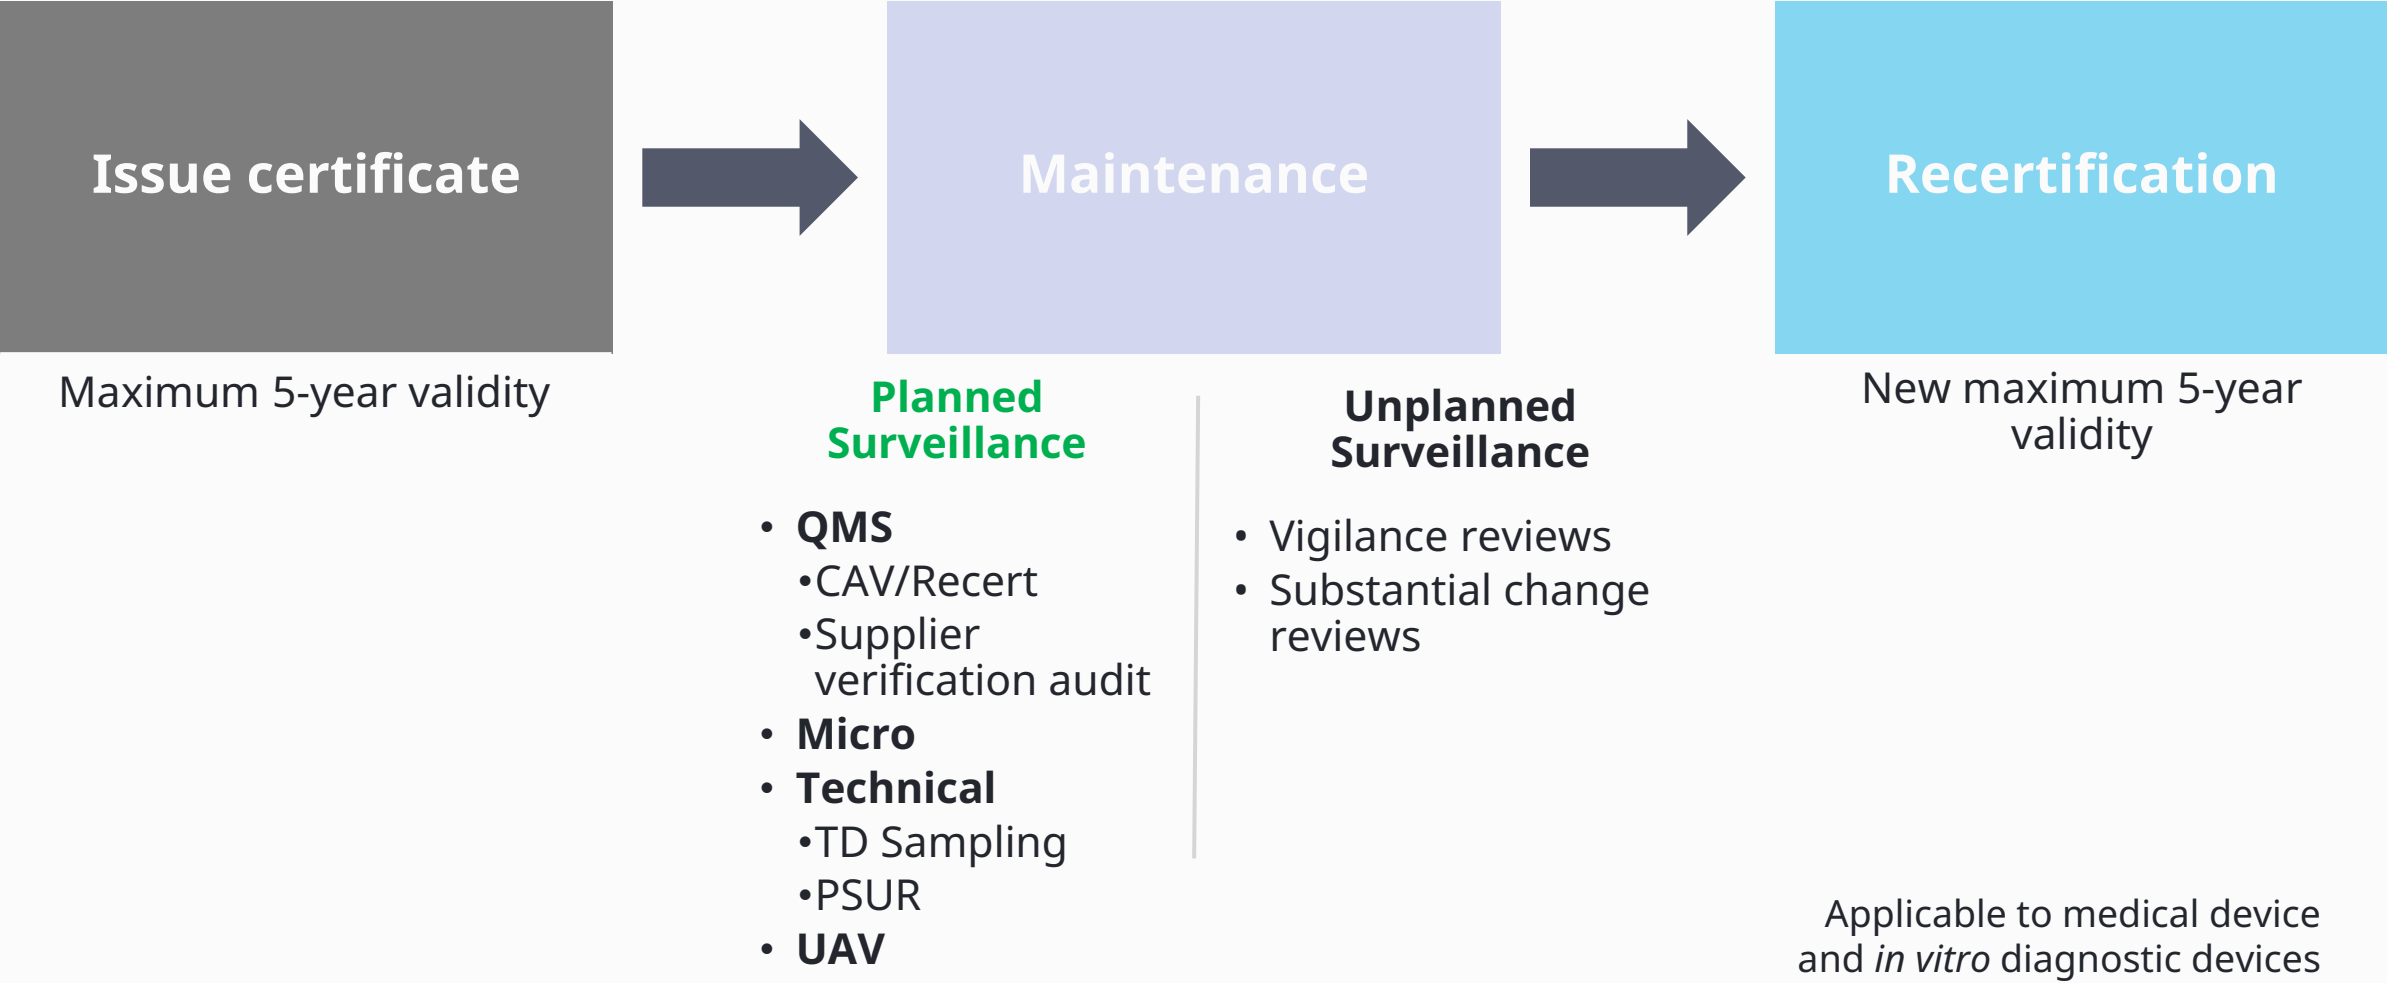 Issue certificate
Maintenance
Recertification
Maximum 5-year validity
Planned
Surveillance
• QMS
•CAV/Recert
•Supplier
verification audit
• Micro
• Technical
•TD Sampling
•PSUR
• UAV
Unplanned
Surveillance
• Vigilance reviews
• Substantial change
reviews
New maximum 5-year
validity
Applicable to medical device
and in vitro diagnostic devices